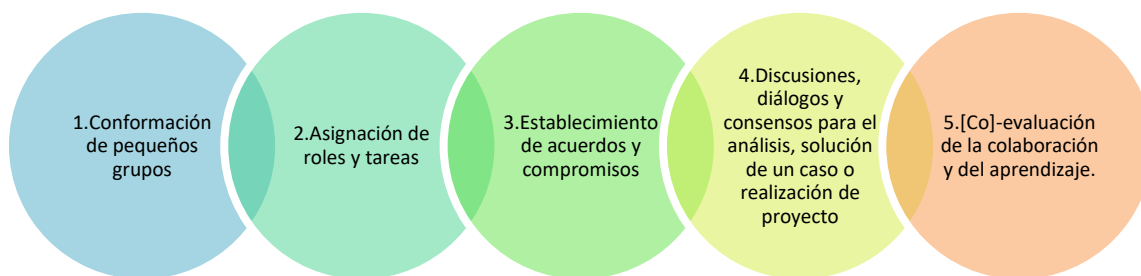 1.Conformación
de pequeños
grupos
2.Asignación de
roles y tareas
3.Establecimiento
de acuerdos y
compromisos
4.Discusiones,
diálogos y
consensos para el
análisis, solución
de un caso o
realización de
proyecto
5.[Co]-evaluación
de la colaboración
y del aprendizaje.